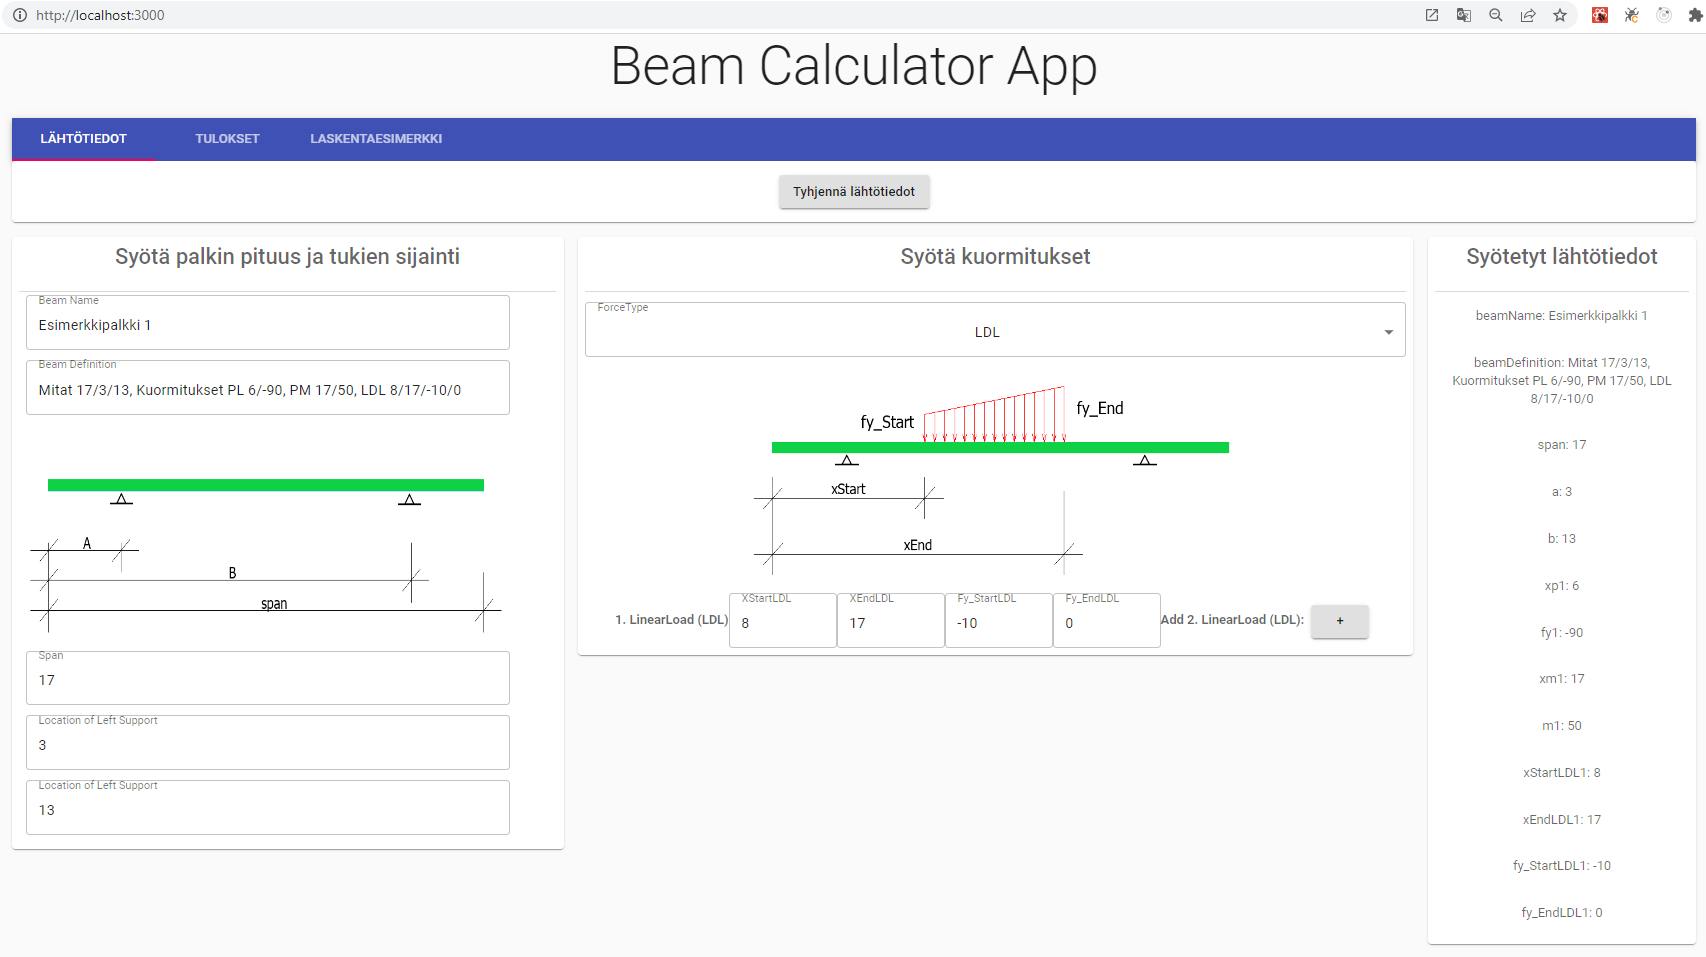 http://localhost:3000
Beam Calculator App
LÄHTÖTIEDOT
TULOKSET
LASKENTAESIMERKKI
Tyhjennä lähtötiedot
Syötä palkin pituus ja tukien sijainti
Beam Name
Esimerkkipalkki 1
Beam Definition
Mitat 17/3/13, Kuormitukset PL 6/-90, PM 17/50, LDL 8/17/-10/0
A
B
span
Span
17
Location of Left Support
3
Location of Left Support
13
Syötä kuormitukset
ForceType
LDL
fy_Start
fy_End
xStart
xEnd
1. LinearLoad (LDL)
XStartLDL
8
XEndLDL
17
Fy_StartLDL
-10
Fy_EndLDL
0
Add 2. LinearLoad (LDL):
+
Syötetyt lähtötiedot
beamName: Esimerkkipalkki 1
beamDefinition: Mitat 17/3/13,
Kuormitukset PL 6/-90, PM 17/50, LDL
8/17/-10/0
span: 17
a: 3
b: 13
xp1: 6
fy1: -90
xm1: 17
m1: 50
xStartLDL1: 8
xEndLDL1: 17
fy_StartLDL1: -10
fy_EndLDL1: 0